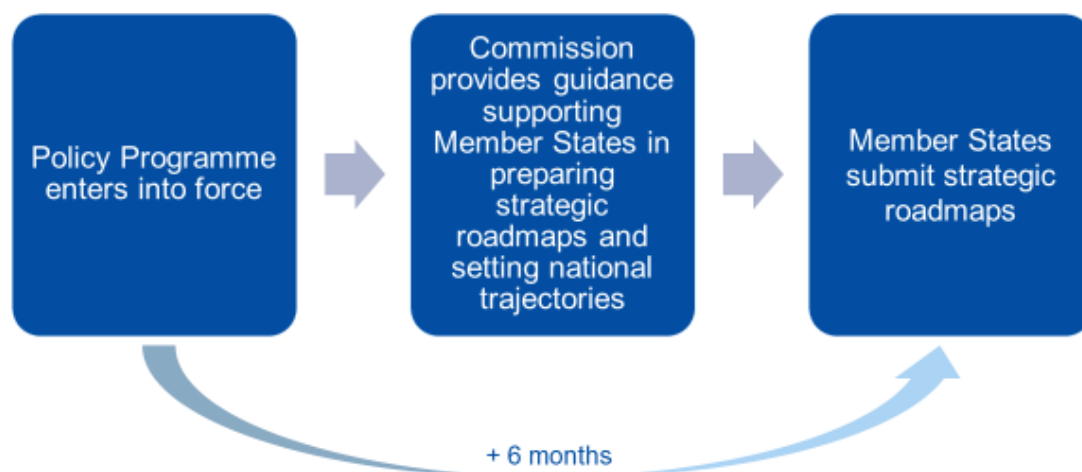 Policy Programme
enters into force
Commission
provides guidance
supporting
Member States in
preparing
strategic
roadmaps and
setting national
trajectories
Member States
submit strategic
roadmaps
+ 6 months